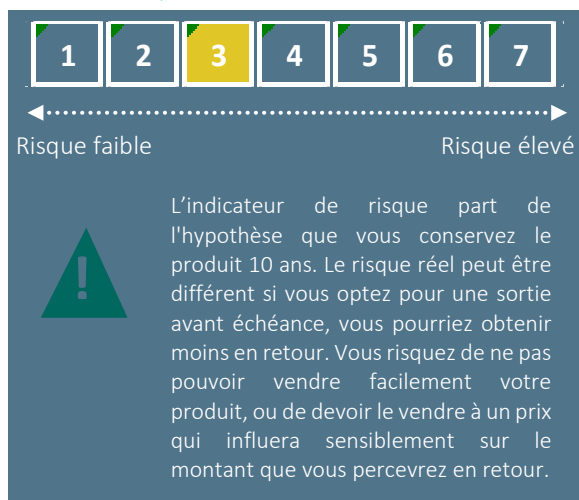 1 2 3 4 5 6 7
Risque faible Risque élevé
L’indicateur de risque part de
l'hypothèse que vous conservez le
produit 10 ans. Le risque réel peut être
différent si vous optez pour une sortie
avant échéance, vous pourriez obtenir
moins en retour. Vous risquez de ne pas
pouvoir vendre facilement votre
produit, ou de devoir le vendre à un prix
qui influera sensiblement sur le
montant que vous percevrez en retour.
!